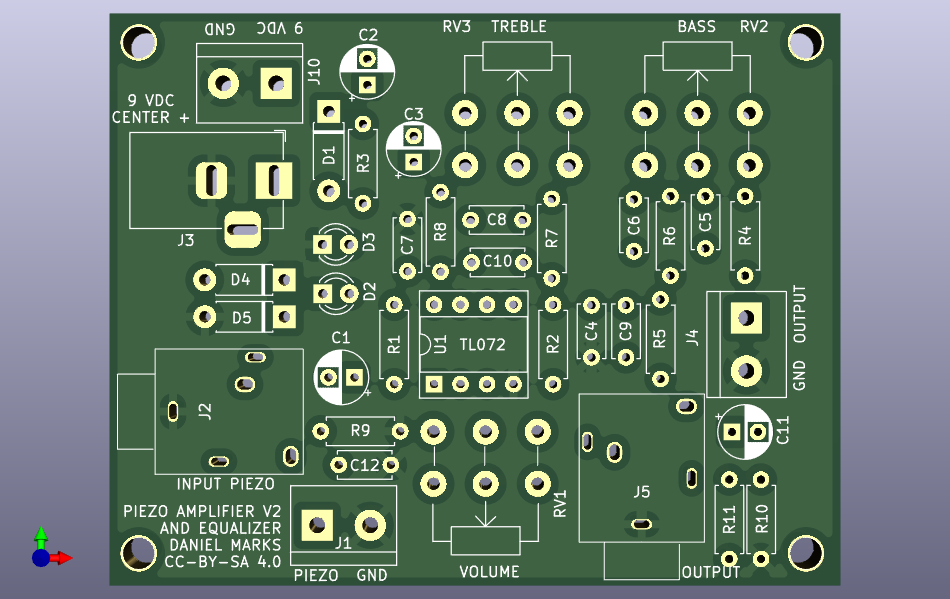 GND 9 VDC
J10
9 VDC
CENTER +
J3
C2
+
D1
R3
C3
+
RV3 TREBLE
BASS RV2
D3
D2
D4
D5
C7
R8
C8
C10
R7
C6
R6
C5
R4
C1
+
R1
U1
TL072
R2
C4
C9
R5
J4
OUTPUT
GND
J2
INPUT PIEZO
R9
C12
RV1
VOLUME
J5
OUTPUT
+
C11
R11
R10
PIEZO AMPLIFIER V2
AND EQUALIZER
DANIEL MARKS
CC-BY-SA 4.0
J1
PIEZO GND